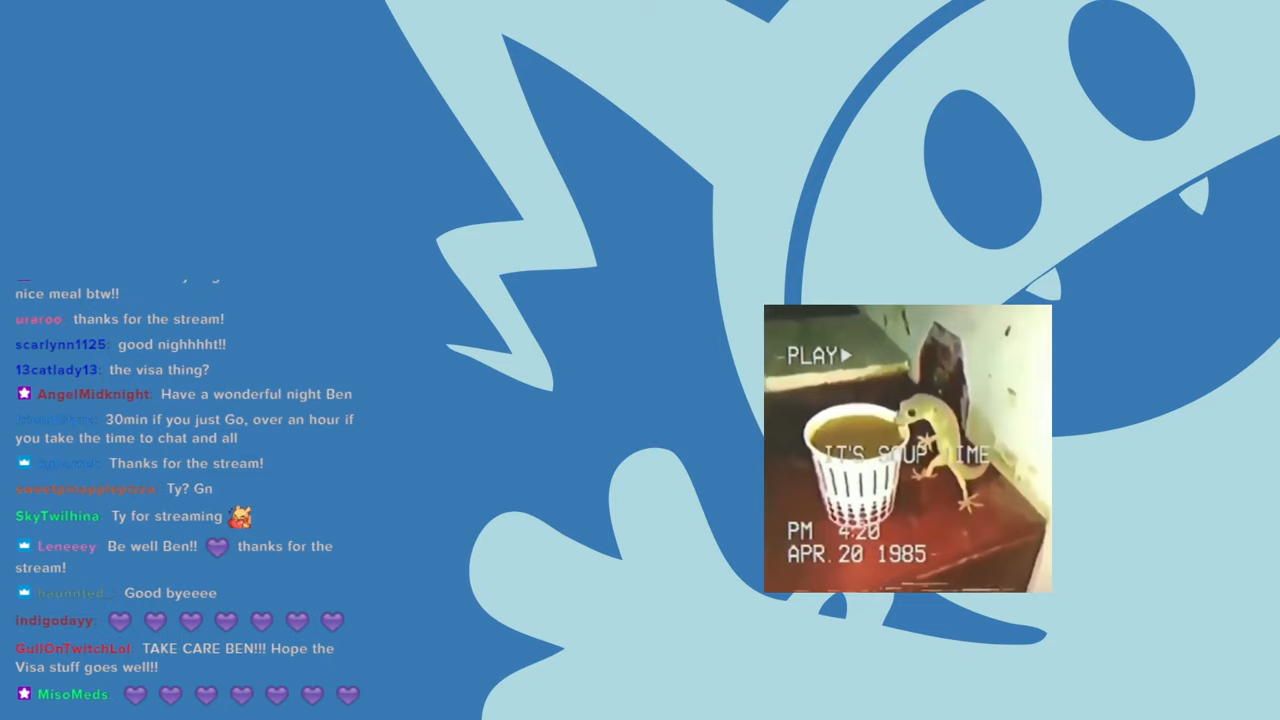 nice meal btw!!
uraroo: thanks for the stream!
scarlynn1125: good nighhhht!!
13catlady13: the visa thing?
AngelMidknight: Have a wonderful night Ben
30min if you just Go, over an hour if
you take the time to chat and all
Thanks for the stream!
sweetpineapplepizza: Ty? Gn
SkyTwilhina: Ty for streaming
Leneeey: Be well Ben!! thanks for the
stream!
Good byeeee
indigodayy:
GullOnTwitchLol: TAKE CARE BEN!!! Hope the
Visa stuff goes well!!
MisoMeds:
PLAY
IT'S SOUP TIME
PM 4:20
APR. 20 1985